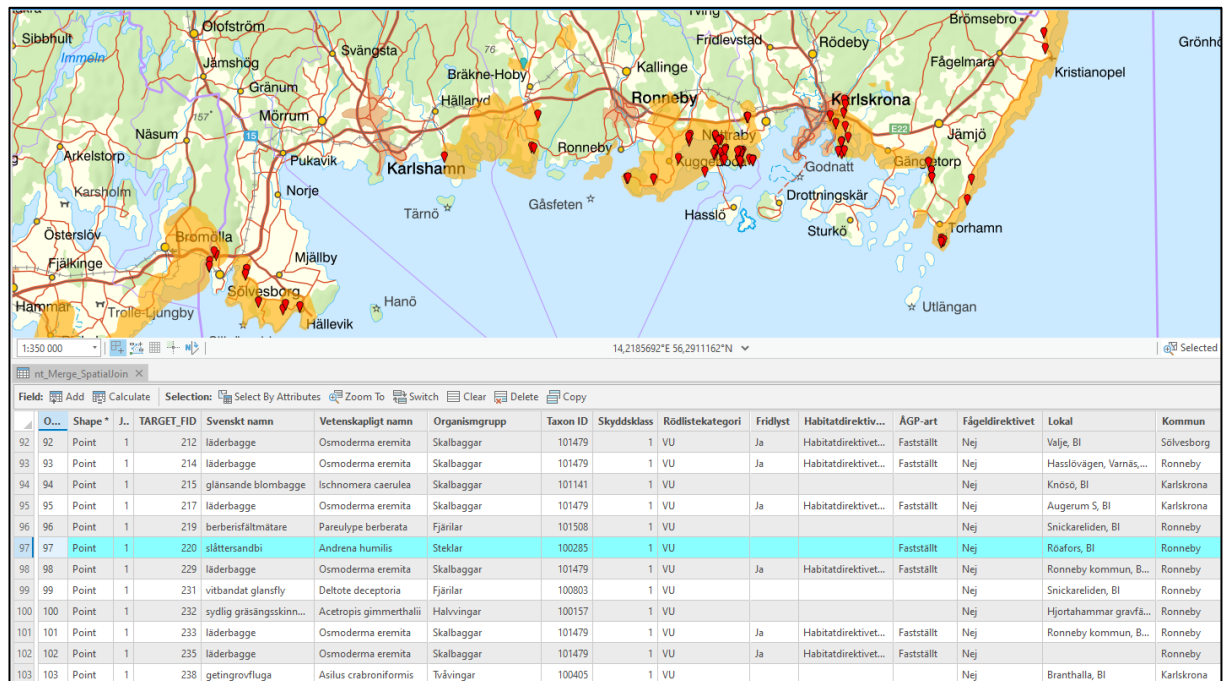 Sibbhult
Immeln
Olofström
Jämshög
Gränum
Svängsta
76
Bräkne-Hoby
Kallinge
Fridlevstad
Rödeby
Brömsebro
Fågelmara
Kristianopel
Grönhö
Mörrum
157
Hällaryd
Ronneby
Karlskrona
Näsum
15
Nättraby
E22
Jämjö
Arkelstorp
Pukavik
Karlshamn
Ronneby
Kuggeboda
Godnatt
Gängletorp
Karsholm
Norje
Tärnö
Gåsfeten
Hasslö
Drottningskär
Österslöv
Bromölla
Sturkö
Torhamn
Fjälkinge
Mjällby
Sölvesborg
Hanö
Hammar
Trolle-Ljungby
Hällevik
Utlängan
1:350 000
14,2185692°E 56,2911162°N
Selected
nt_Merge_SpatialJoin
Field: Add Calculate Selection: Select By Attributes Zoom To Switch Clear Delete Copy
O... Shape * J.. TARGET_FID Svenskt namn Vetenskapligt namn Organismgrupp Taxon ID Skyddsklass Rödlistekategori Fridlyst Habitatdirektiv... ÅGP-art Fågeldirektivet Lokal Kommun
92 92 Point 1 212 läderbagge Osmoderma eremita Skalbaggar 101479 1 VU Ja Habitatdirektivet... Fastställt Nej Valje, Bl Sölvesborg
93 93 Point 1 214 läderbagge Osmoderma eremita Skalbaggar 101479 1 VU Ja Habitatdirektivet... Fastställt Nej Hasslövägen, Varnäs,... Ronneby
94 94 Point 1 215 glänsande blombagge Ischnomera caerulea Skalbaggar 101141 1 VU Nej Knösö, Bl Karlskrona
95 95 Point 1 217 läderbagge Osmoderma eremita Skalbaggar 101479 1 VU Ja Habitatdirektivet... Fastställt Nej Augerum S, Bl Karlskrona
96 96 Point 1 219 berberisfältmätare Pareulype berberata Fjärilar 101508 1 VU Nej Snickareliden, Bl Ronneby
97 97 Point 1 220 slåttersandbi Andrena humilis Steklar 100285 1 VU Fastställt Nej Röafors, Bl Ronneby
98 98 Point 1 229 läderbagge Osmoderma eremita Skalbaggar 101479 1 VU Ja Habitatdirektivet... Fastställt Nej Ronneby kommun, B... Ronneby
99 99 Point 1 231 vitbandat glansfly Deltote deceptoria Fjärilar 100803 1 VU Nej Snickareliden, Bl Ronneby
100 100 Point 1 232 sydlig gräsängsskinn... Acetropis gimmerthalii Halvvingar 100157 1 VU Nej Hjortahammar gravfä... Ronneby
101 101 Point 1 233 läderbagge Osmoderma eremita Skalbaggar 101479 1 VU Ja Habitatdirektivet... Fastställt Nej Ronneby kommun, B... Ronneby
102 102 Point 1 235 läderbagge Osmoderma eremita Skalbaggar 101479 1 VU Ja Habitatdirektivet... Fastställt Nej Ronneby
103 103 Point 1 238 getingrovfluga Asilus crabroniformis Tvåvingar 100405 1 VU Nej Branthalla, Bl Karlskrona